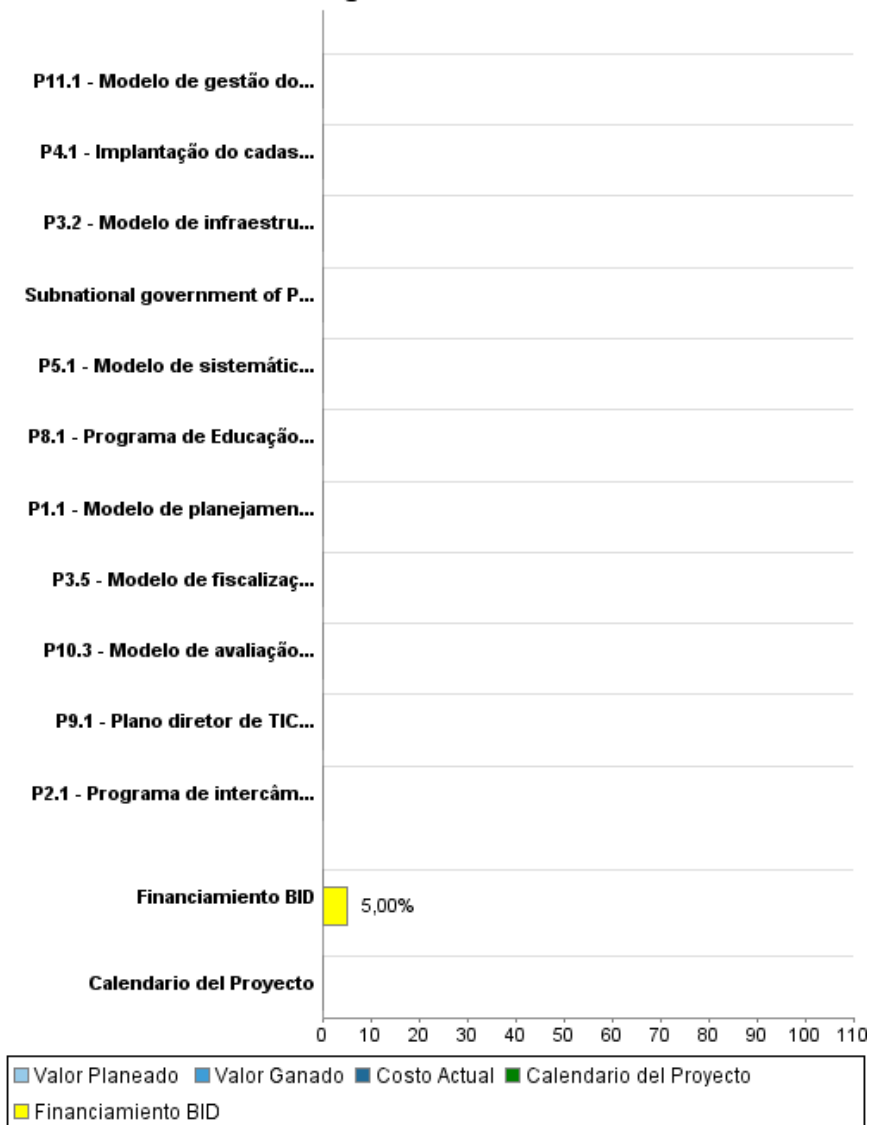 P11.1 - Modelo de gestão do...
P4.1 - Implantação do cadas...
P3.2 - Modelo de infraestru...
Subnational government of P...
P5.1 - Modelo de sistemátic...
P8.1 - Programa de Educação...
P1.1 - Modelo de planejamen...
P3.5 - Modelo de fiscalizaç...
P10.3 - Modelo de avaliação...
P9.1 - Plano diretor de TIC...
P2.1 - Programa de intercâm...
Financiamiento BID 5,00%
Calendario del Proyecto
0 10 20 30 40 50 60 70 80 90 100 110
Valor Planeado Valor Ganado Costo Actual Calendario del Proyecto
Financiamiento BID